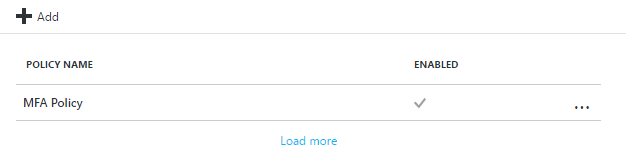 Add
POLICY NAME ENABLED
MFA Policy
Load more